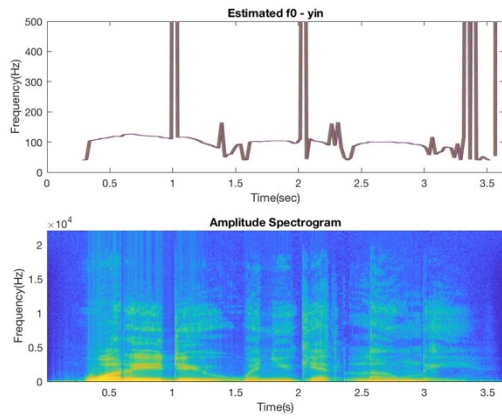 Estimated f0 - yin
500
400
300
200
100
0
Frequency(Hz)
0 0.5 1 1.5 2 2.5 3 3.5
Time(sec)
Amplitude Spectrogram
×10⁴
2
1.5
1
0.5
0
Frequency(Hz)
0 0.5 1 1.5 2 2.5 3 3.5
Time(s)